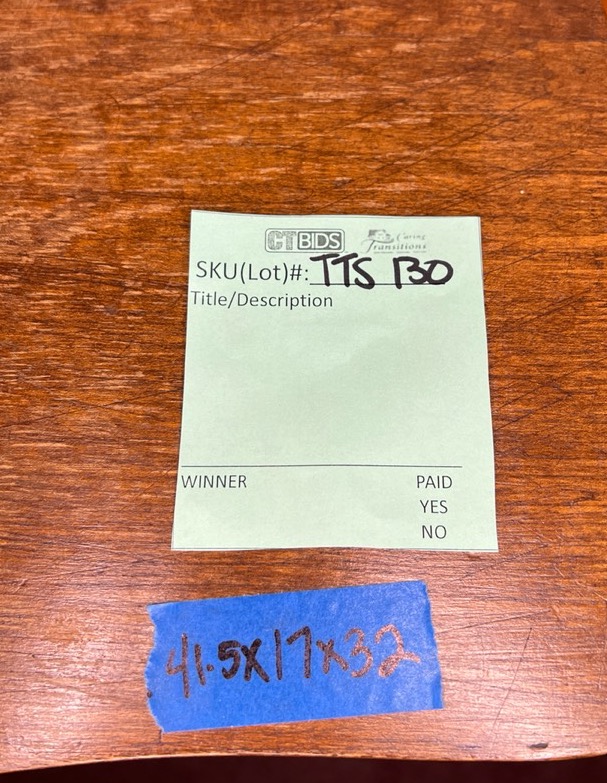 CTBIDS Caring Transitions
SKU(Lot)#: TTS 130
Title/Description
WINNER PAID
YES
NO
41.5X17X32